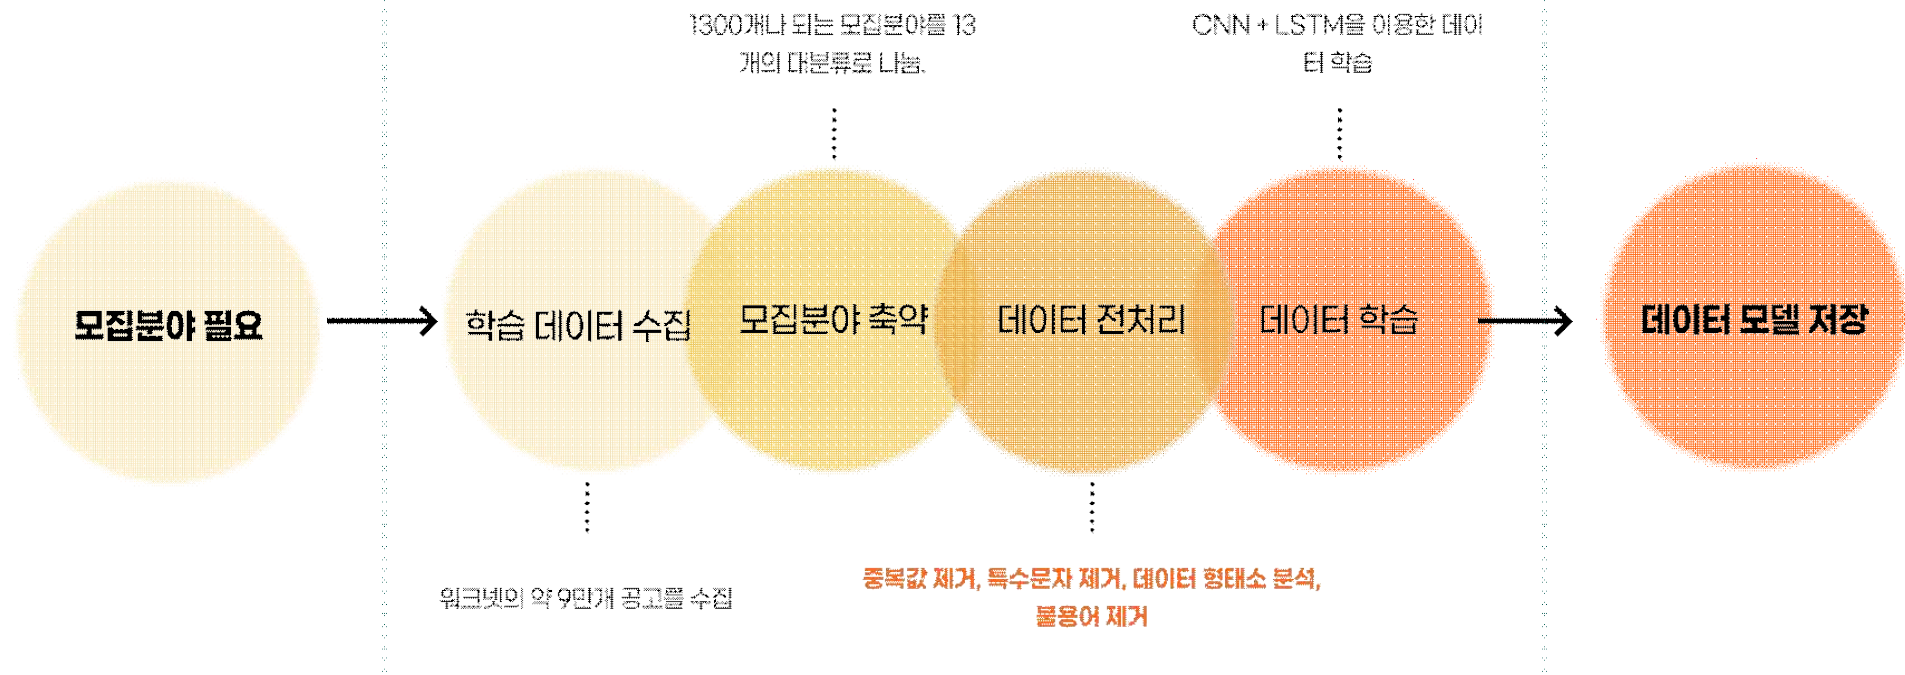 1300개나 되는 모집분야를 13
개의 대분류로 나눔.
CNN + LSTM을 이용한 데이
터 학습
모집분야 필요
학습 데이터 수집
모집분야 축약
데이터 전처리
데이터 학습
데이터 모델 저장
워크넷의 약 9만개 공고를 수집
중복값 제거, 특수문자 제거, 데이터 형태소 분석,
불용어 제거